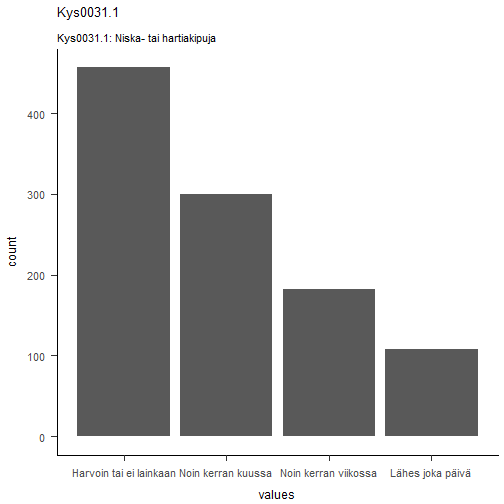 Kys0031.1
Kys0031.1: Niska- tai hartiakipuja
400
300
200
100
0
count
Harvoin tai ei lainkaan Noin kerran kuussa Noin kerran viikossa Lähes joka päivä
values